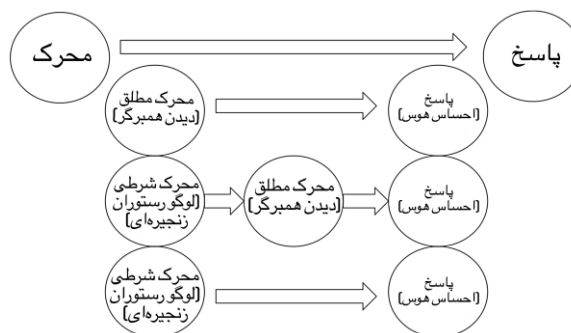 محرک
پاسخ
محرک مطلق
(دیدن همبرگر)
پاسخ
(احساس هوس)
محرک شرطی
(لوگو رستوران
زنجیره‌ای)
محرک مطلق
(دیدن همبرگر)
پاسخ
(احساس هوس)
محرک شرطی
(لوگو رستوران
زنجیره‌ای)
پاسخ
(احساس هوس)